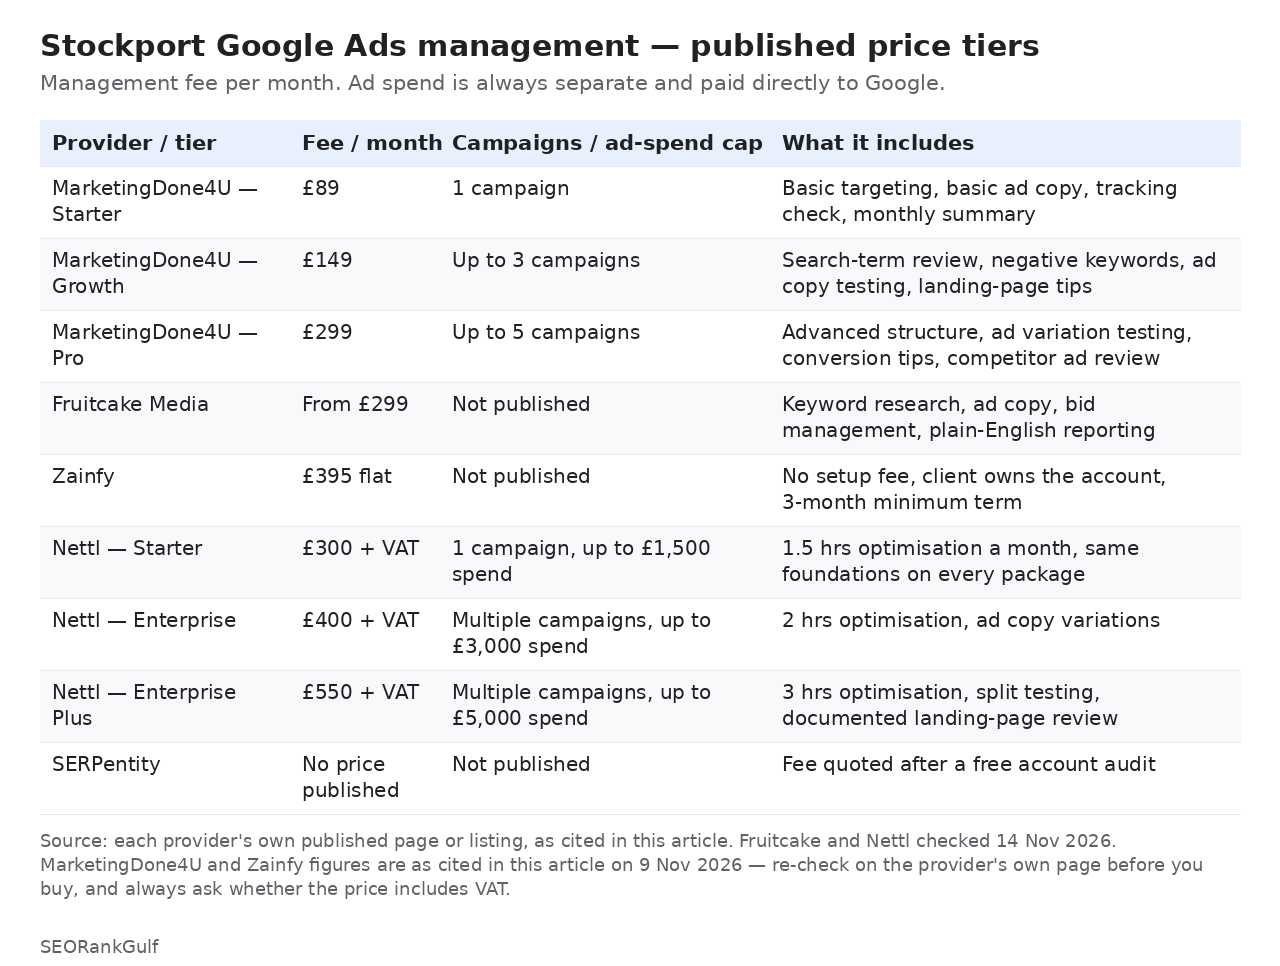 Stockport Google Ads management — published price tiers
Management fee per month. Ad spend is always separate and paid directly to Google.
Provider / tier Fee / month Campaigns / ad-spend cap What it includes
MarketingDone4U — £89 1 campaign Basic targeting, basic ad copy, tracking
Starter check, monthly summary
MarketingDone4U — £149 Up to 3 campaigns Search-term review, negative keywords, ad
Growth copy testing, landing-page tips
MarketingDone4U — £299 Up to 5 campaigns Advanced structure, ad variation testing,
Pro conversion tips, competitor ad review
Fruitcake Media From £299 Not published Keyword research, ad copy, bid
management, plain-English reporting
Zainfy £395 flat Not published No setup fee, client owns the account,
3-month minimum term
Nettl — Starter £300 + VAT 1 campaign, up to £1,500 1.5 hrs optimisation a month, same
spend foundations on every package
Nettl — Enterprise £400 + VAT Multiple campaigns, up to 2 hrs optimisation, ad copy variations
£3,000 spend
Nettl — Enterprise £550 + VAT Multiple campaigns, up to 3 hrs optimisation, split testing,
Plus £5,000 spend documented landing-page review
SERPentity No price Not published Fee quoted after a free account audit
published
Source: each provider's own published page or listing, as cited in this article. Fruitcake and Nettl checked 14 Nov 2026.
MarketingDone4U and Zainfy figures are as cited in this article on 9 Nov 2026 — re-check on the provider's own page before you
buy, and always ask whether the price includes VAT.
SEORankGulf